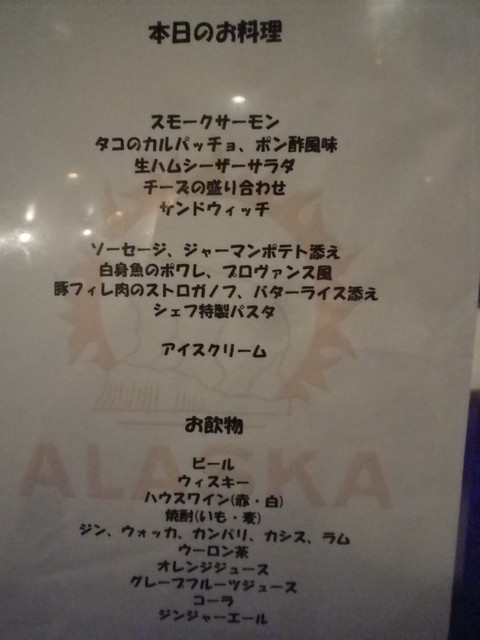 本日のお料理
スモークサーモン
タコのカルパッチョ、ポン酢風味
生ハムシーザーサラダ
チーズの盛り合わせ
サンドウィッチ
ソーセージ、ジャーマンポテト添え
白身魚のポワレ、プロヴァンス風
豚フィレ肉のストロガノフ、バターライス添え
シェフ特製パスタ
アイスクリーム
お飲物
ALASKA
ビール
ウィスキー
ハウスワイン(赤・白)
焼酎(いも・麦)
ジン、ウォッカ、カンパリ、カシス、ラム
ウーロン茶
オレンジジュース
グレープフルーツジュース
コーラ
ジンジャーエール